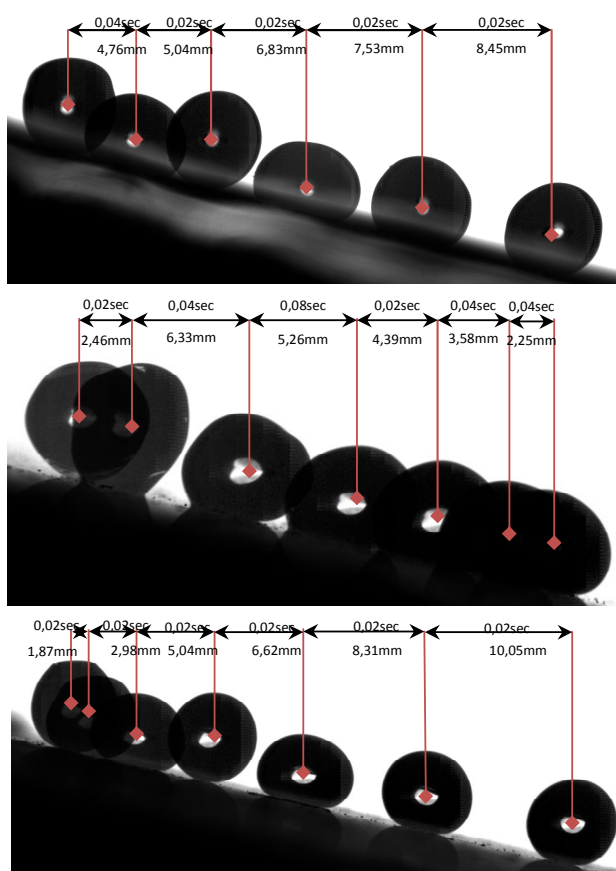 0,04sec 0,02sec 0,02sec 0,02sec 0,02sec
4,76mm 5,04mm 6,83mm 7,53mm 8,45mm
0,02sec 0,04sec 0,08sec 0,02sec 0,04sec 0,04sec
2,46mm 6,33mm 5,26mm 4,39mm 3,58mm 2,25mm
0,02sec 0,02sec 0,02sec 0,02sec 0,02sec 0,02sec
1,87mm 2,98mm 5,04mm 6,62mm 8,31mm 10,05mm